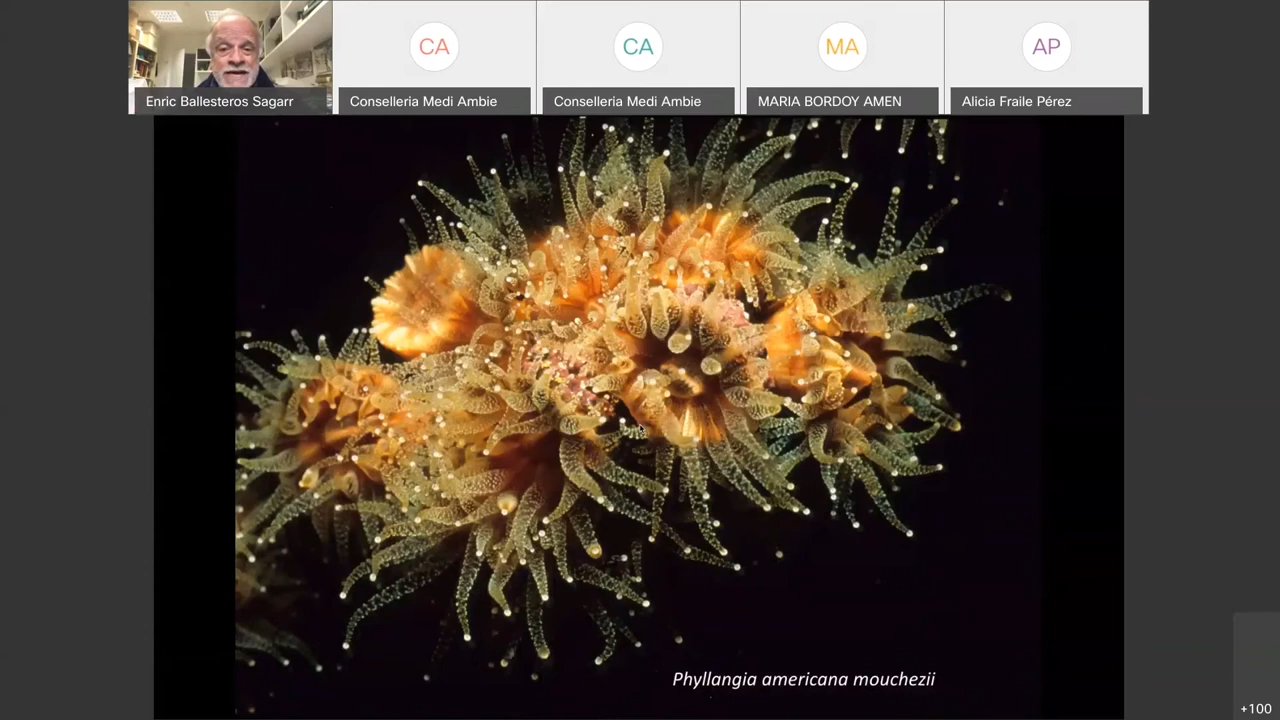 CA
CA
MA
AP
Enric Ballesteros Sagarr
Conselleria Medi Ambie
Conselleria Medi Ambie
MARIA BORDOY AMEN
Alicia Fraile Pérez
Phyllangia americana mouchezii
+100